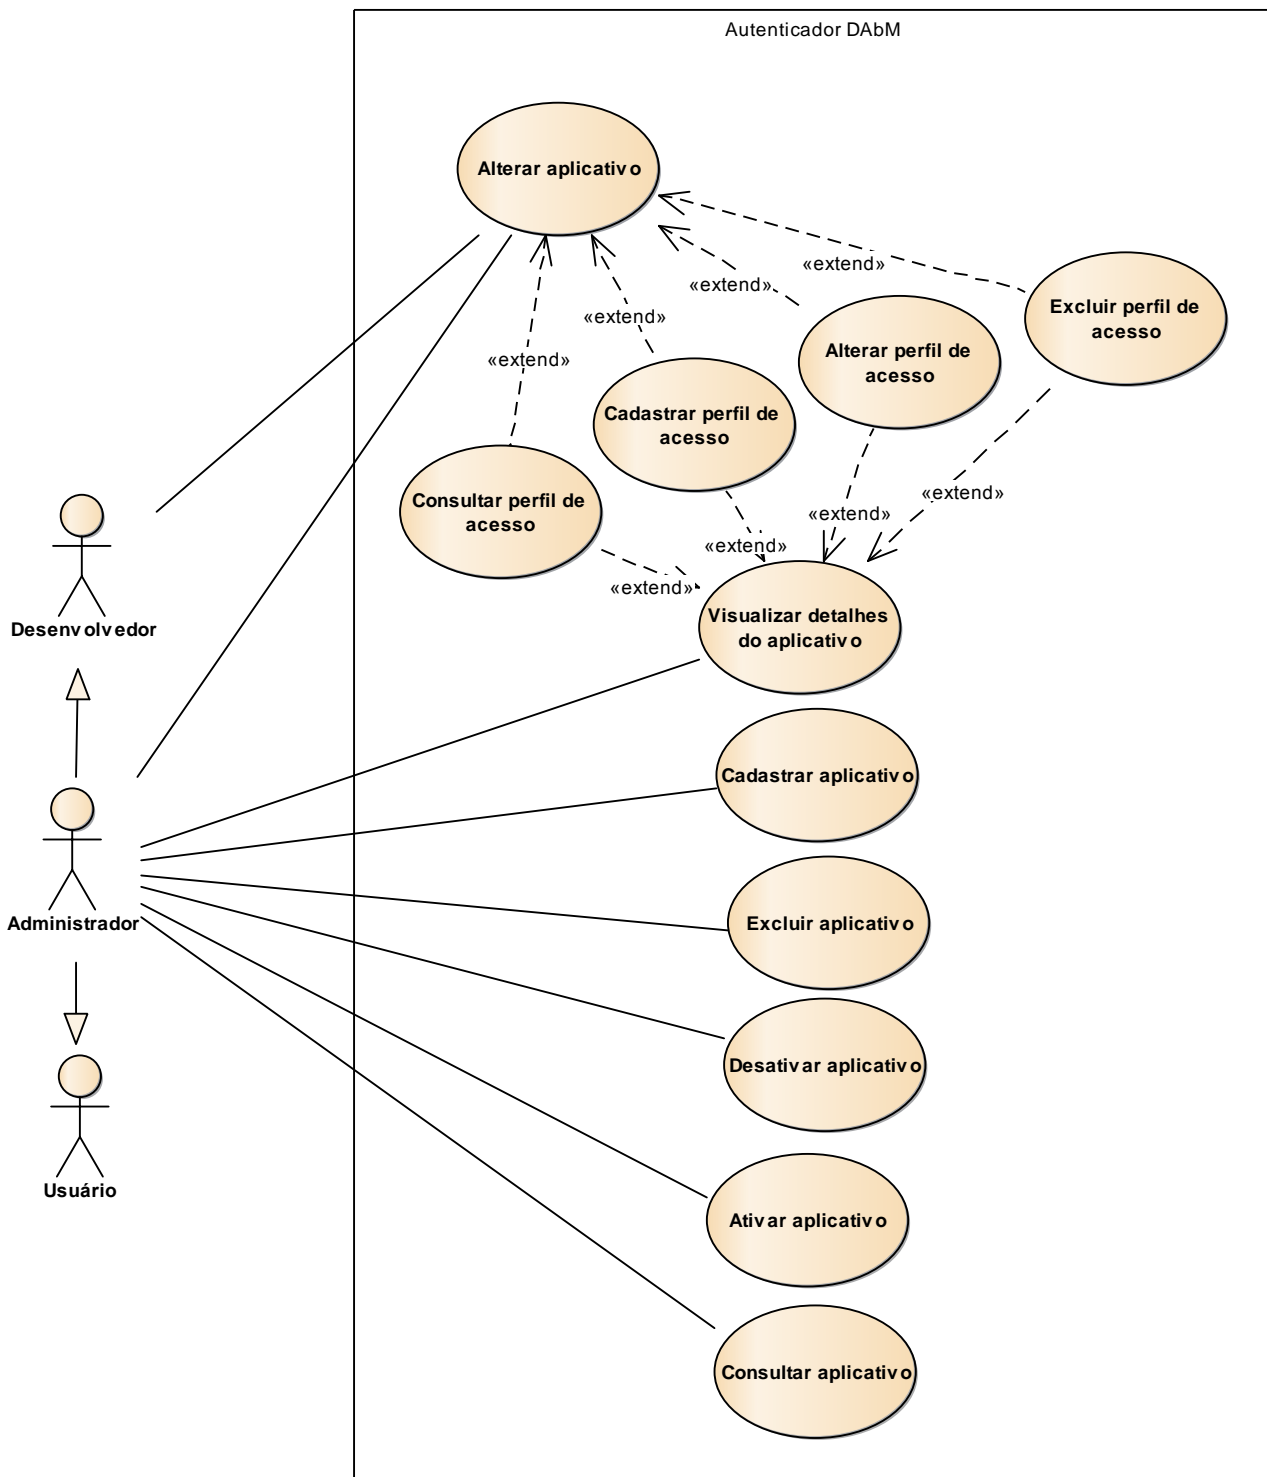 Autenticador DAbM
Alterar aplicativo
«extend»
«extend»
«extend»
«extend»
Excluir perfil de
acesso
Alterar perfil de
acesso
Cadastrar perfil de
acesso
Consultar perfil de
acesso
«extend»
«extend»
«extend»
«extend»
Visualizar detalhes
do aplicativo
Desenvolvedor
Cadastrar aplicativo
Administrador
Excluir aplicativo
Desativar aplicativo
Usuário
Ativar aplicativo
Consultar aplicativo